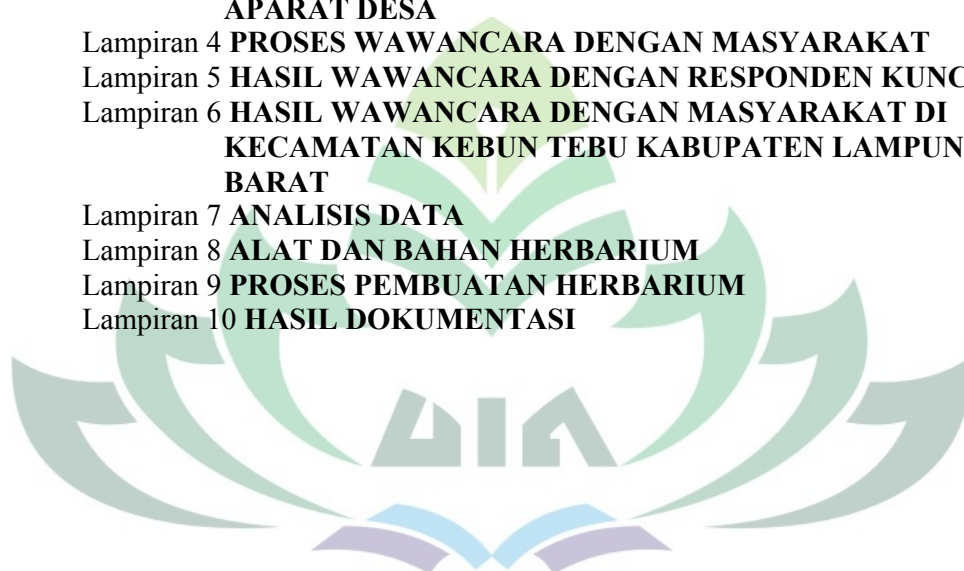 APARAT DESA
Lampiran 4 PROSES WAWANCARA DENGAN MASYARAKAT
Lampiran 5 HASIL WAWANCARA DENGAN RESPONDEN KUNC
Lampiran 6 HASIL WAWANCARA DENGAN MASYARAKAT DI
KECAMATAN KEBUN TEBU KABUPATEN LAMPUN
BARAT
Lampiran 7 ANALISIS DATA
Lampiran 8 ALAT DAN BAHAN HERBARIUM
Lampiran 9 PROSES PEMBUATAN HERBARIUM
Lampiran 10 HASIL DOKUMENTASI
UIN